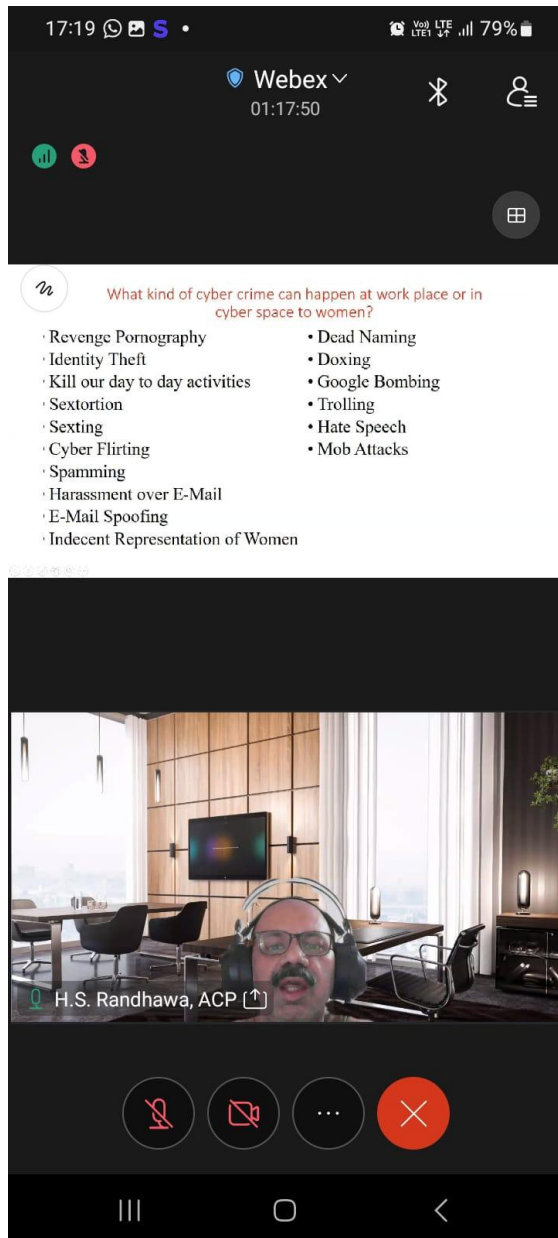 17:19
Vo)) LTE
LTE1 79%
Webex
01:17:50
What kind of cyber crime can happen at work place or in
cyber space to women?
Revenge Pornography
Identity Theft
Kill our day to day activities
Sextortion
Sexting
Cyber Flirting
Spamming
Harassment over E-Mail
E-Mail Spoofing
Indecent Representation of Women
• Dead Naming
• Doxing
• Google Bombing
• Trolling
• Hate Speech
• Mob Attacks
H.S. Randhawa, ACP